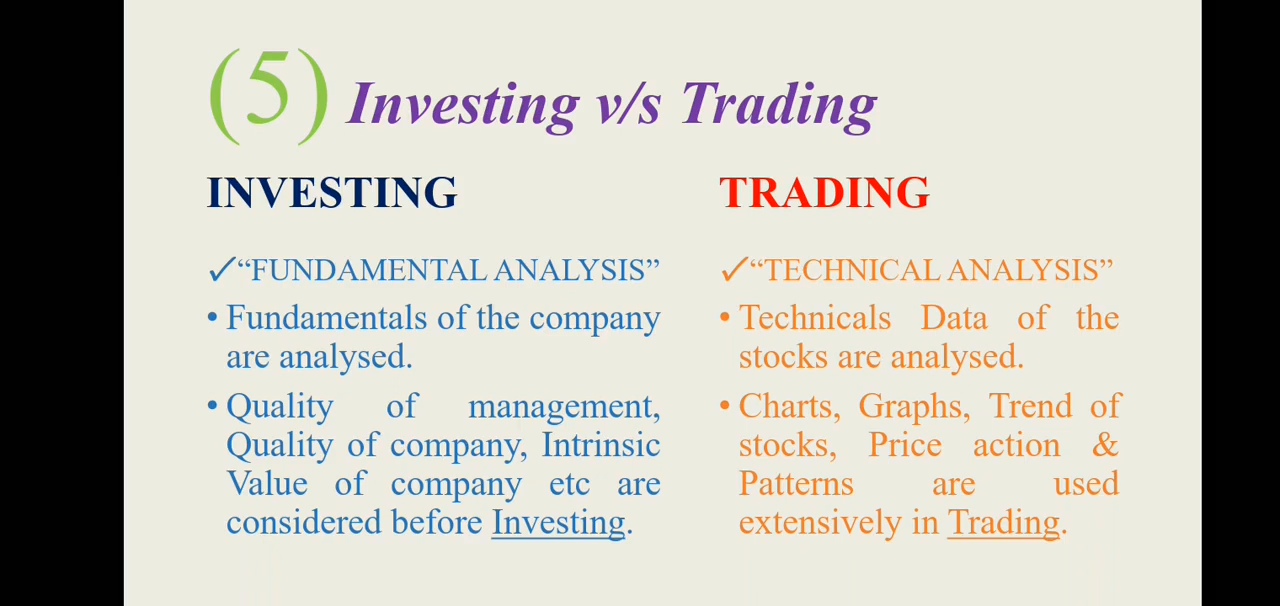 (5) Investing v/s Trading
INVESTING
✓“FUNDAMENTAL ANALYSIS”
• Fundamentals of the company
are analysed.
• Quality of management,
Quality of company, Intrinsic
Value of company etc are
considered before Investing.
TRADING
✓“TECHNICAL ANALYSIS”
• Technicals Data of the
stocks are analysed.
• Charts, Graphs, Trend of
stocks, Price action &
Patterns are used
extensively in Trading.